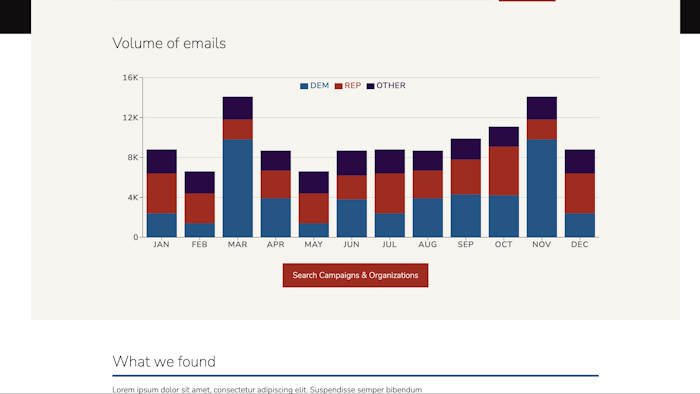 Volume of emails
16K
DEM REP OTHER
12K
8K
4K
0
JAN FEB MAR APR MAY JUN JUL AUG SEP OCT NOV DEC
Search Campaigns & Organizations
What we found
Lorem ipsum dolor sit amet, consectetur adipiscing elit. Suspendisse semper bibendum